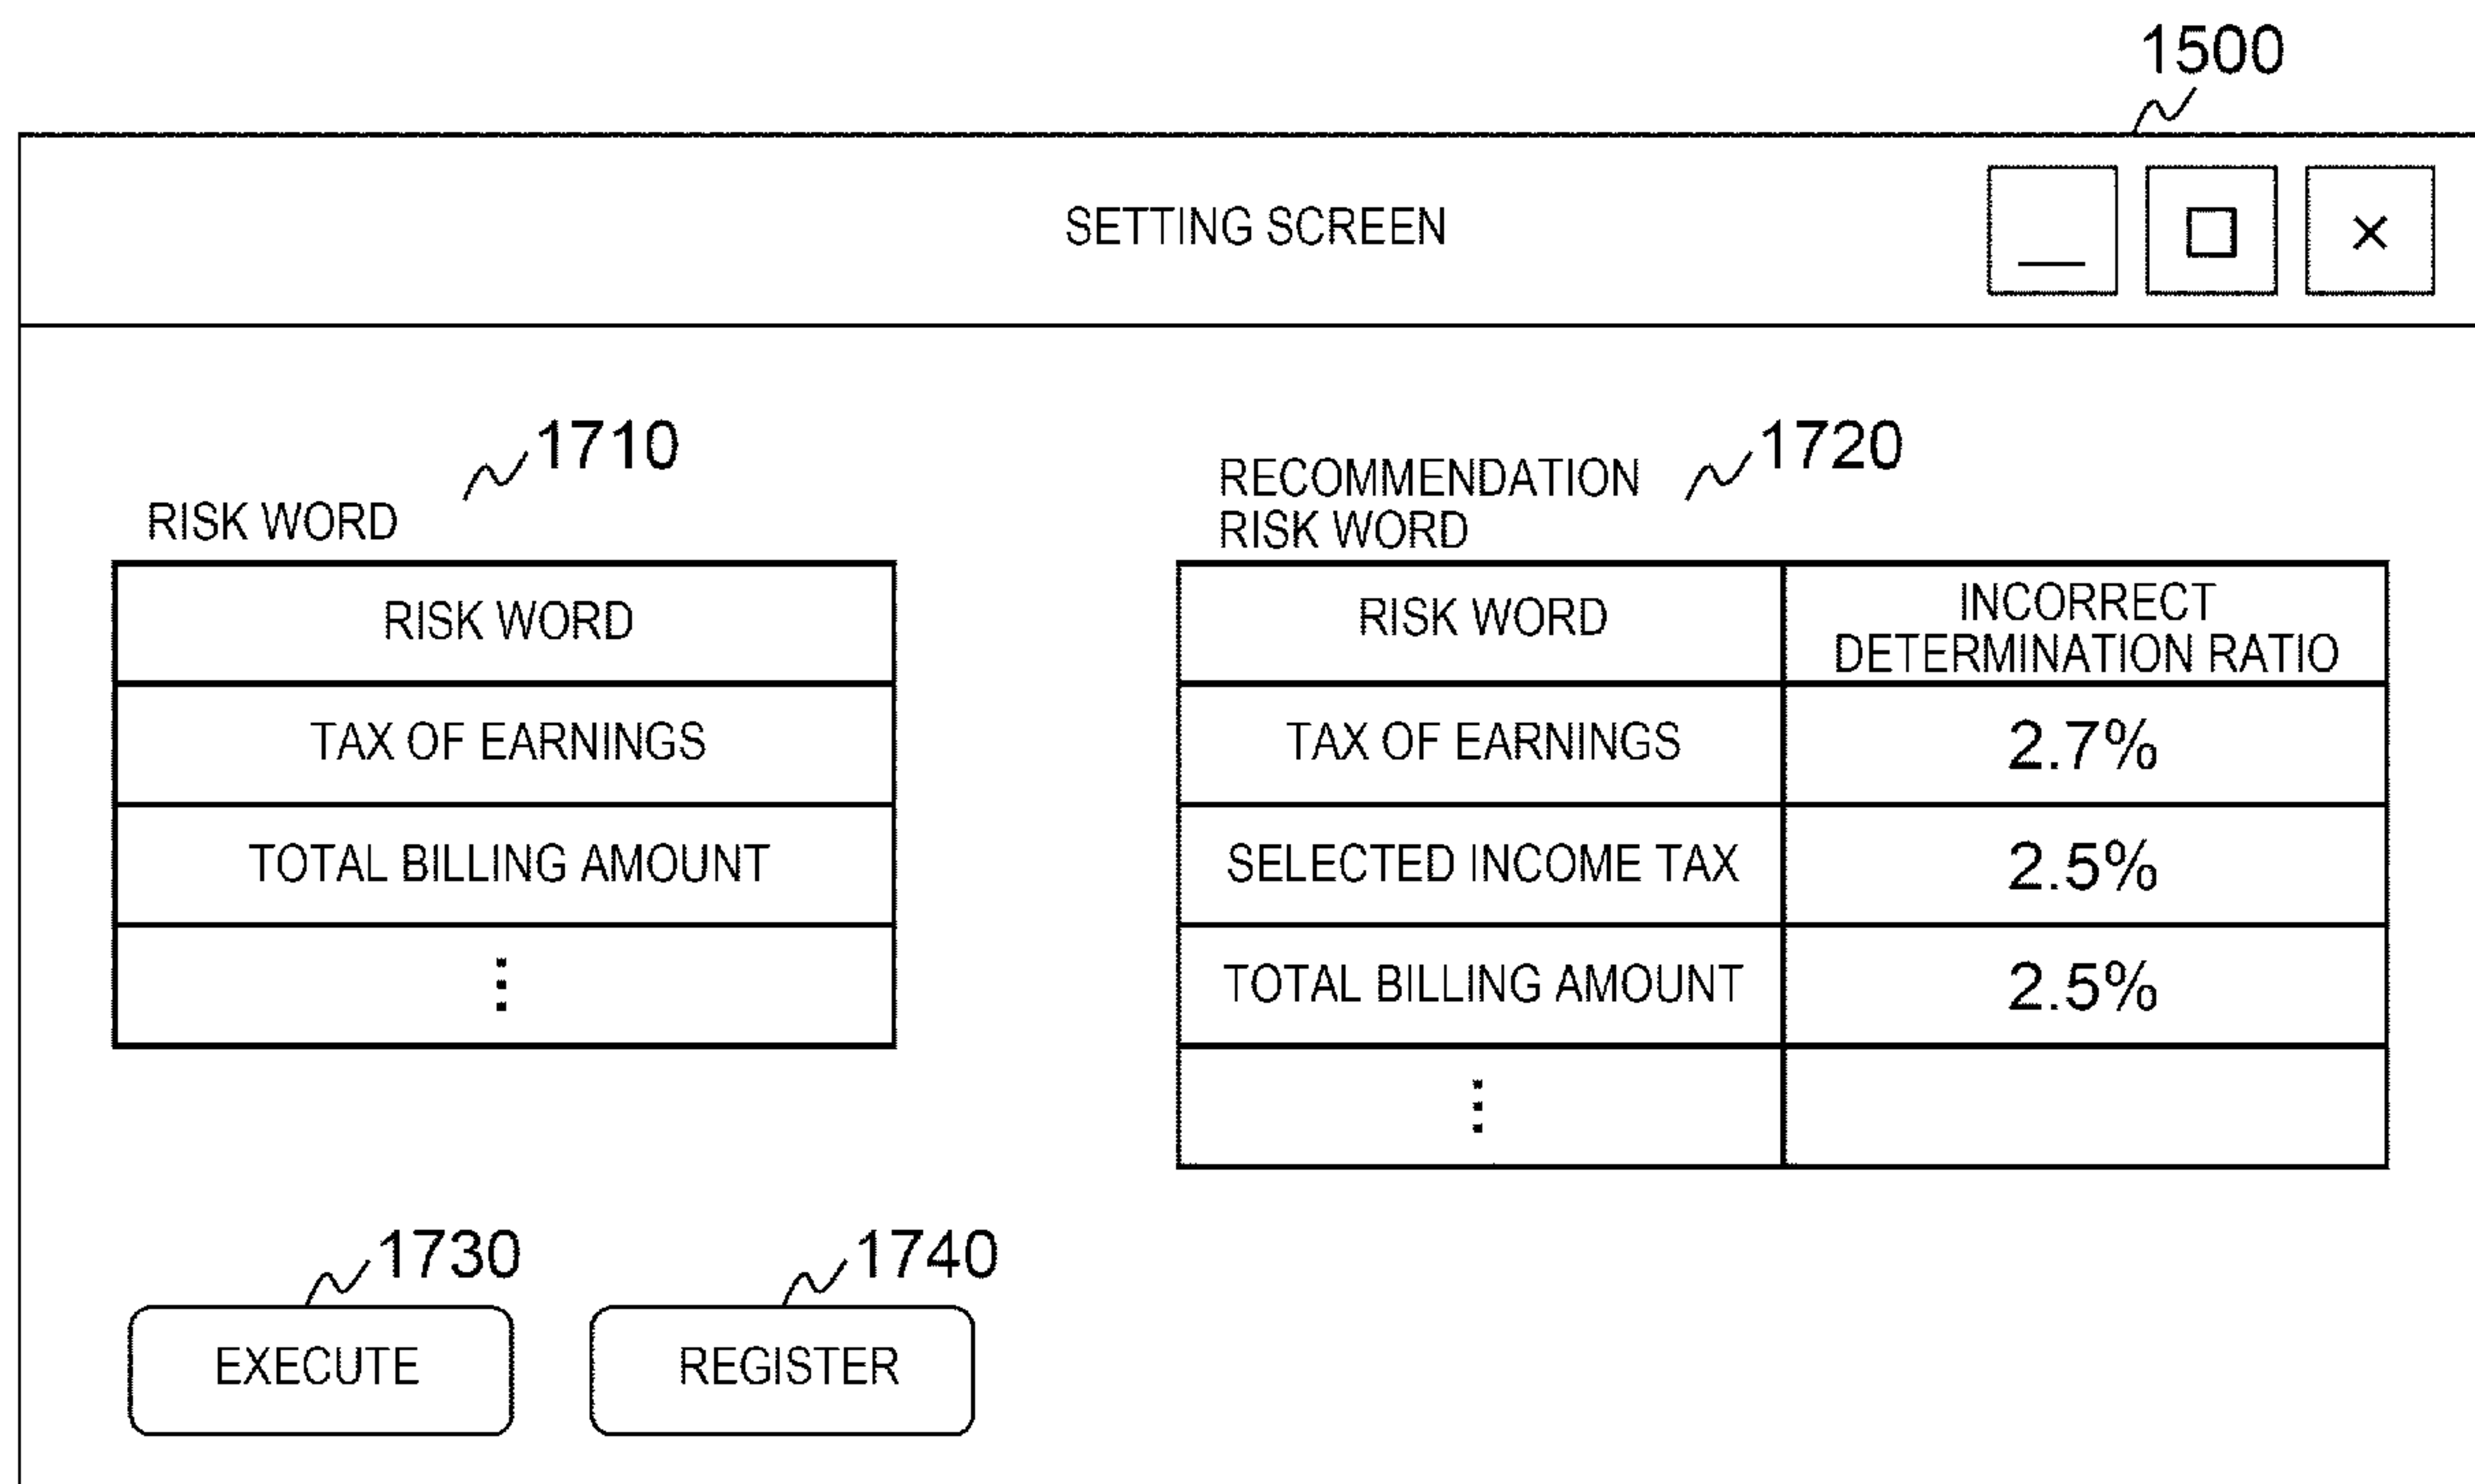 1500
SETTING SCREEN
1710
RISK WORD
RISK WORD
TAX OF EARNINGS
TOTAL BILLING AMOUNT
1720
RECOMMENDATION
RISK WORD
RISK WORD
INCORRECT
DETERMINATION RATIO
TAX OF EARNINGS 2.7%
SELECTED INCOME TAX 2.5%
TOTAL BILLING AMOUNT 2.5%
1730
EXECUTE
1740
REGISTER